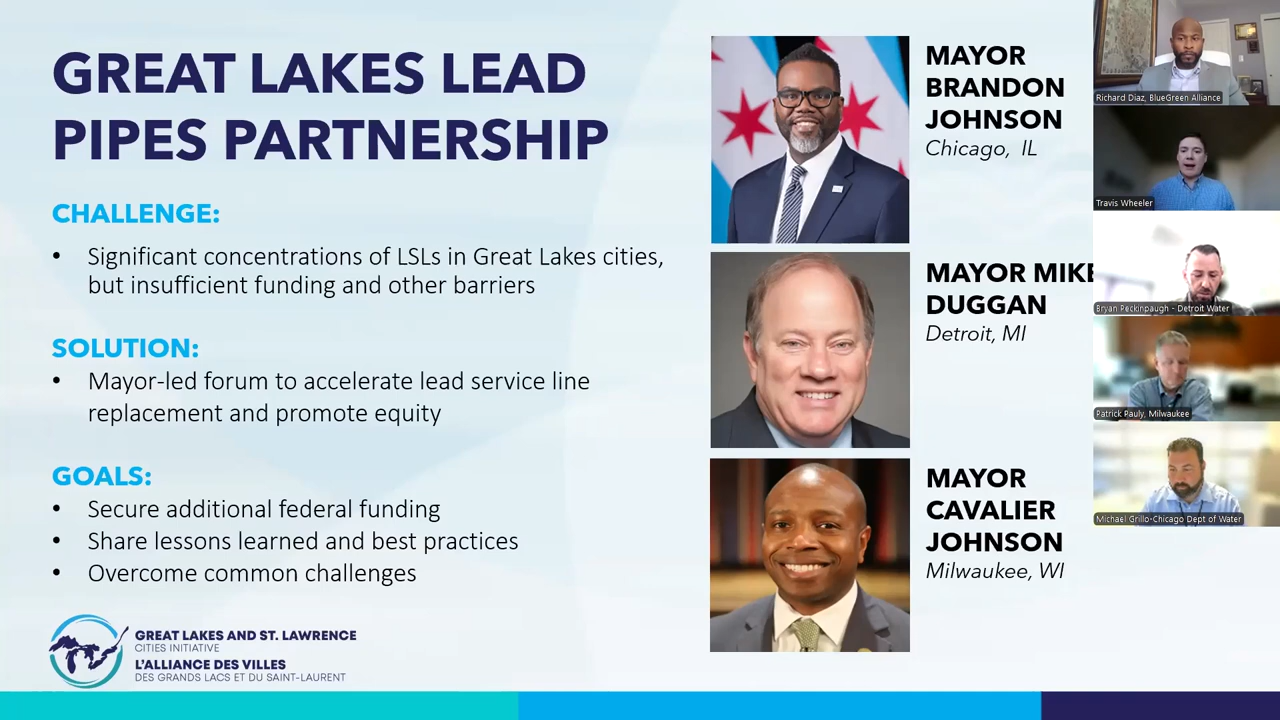 GREAT LAKES LEAD
PIPES PARTNERSHIP
CHALLENGE:
• Significant concentrations of LSLs in Great Lakes cities,
but insufficient funding and other barriers
SOLUTION:
• Mayor-led forum to accelerate lead service line
replacement and promote equity
GOALS:
• Secure additional federal funding
• Share lessons learned and best practices
• Overcome common challenges
GREAT LAKES AND ST. LAWRENCE
CITIES INITIATIVE
L'ALLIANCE DES VILLES
DES GRANDS LACS ET DU SAINT-LAURENT
MAYOR
BRANDON
JOHNSON
Chicago, IL
MAYOR MIKE
DUGGAN
Detroit, MI
MAYOR
CAVALIER
JOHNSON
Milwaukee, WI
Richard Diaz, BlueGreen Alliance
Travis Wheeler
Bryan Peckinpaugh - Detroit Water
Patrick Pauly, Milwaukee
Michael Grillo-Chicago Dept of Water